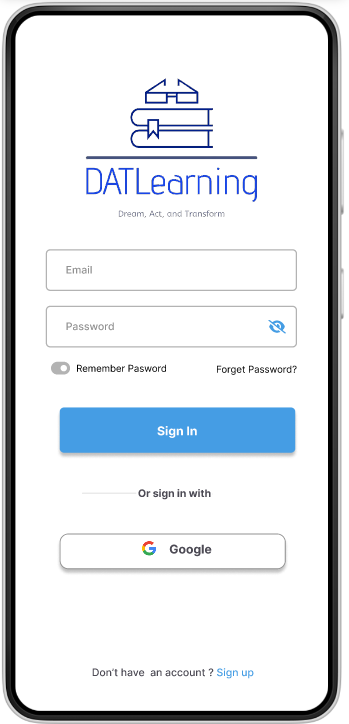 DATLearning
Dream, Act, and Transform
Email
Password
Remember Pasword
Forget Password?
Sign In
Or sign in with
Google
Don't have an account ? Sign up